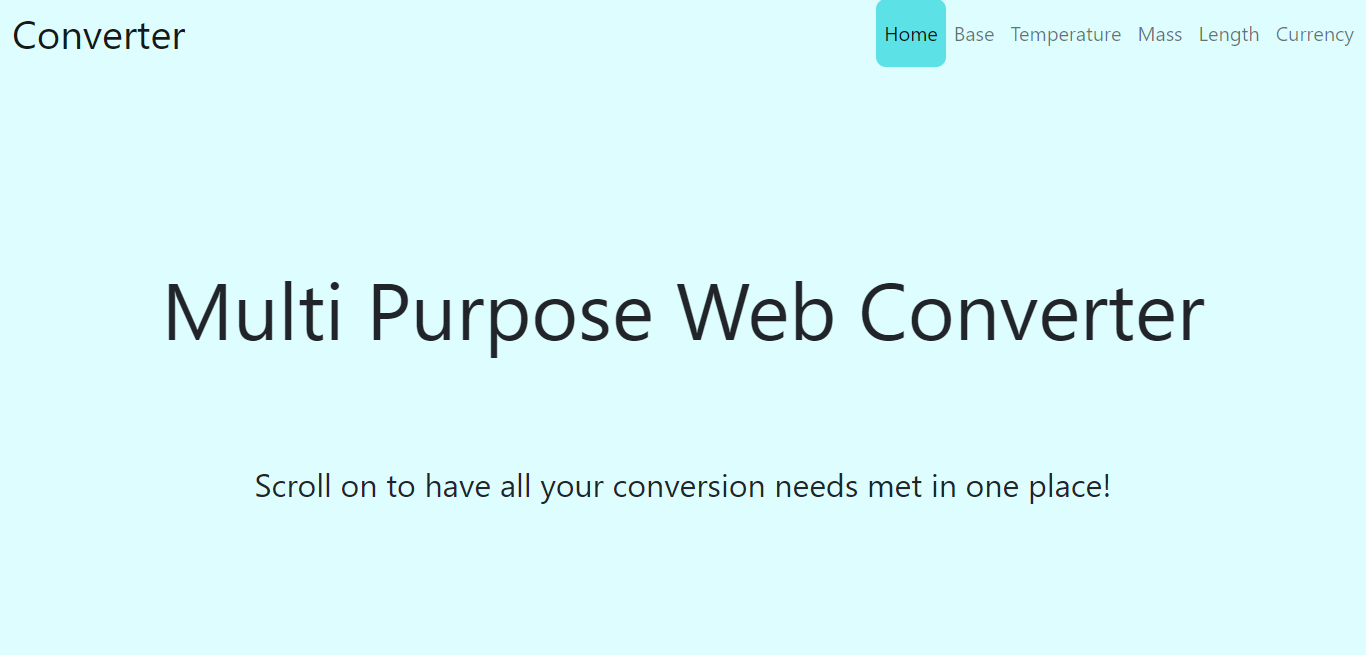 Converter
Home Base Temperature Mass Length Currency
Multi Purpose Web Converter
Scroll on to have all your conversion needs met in one place!